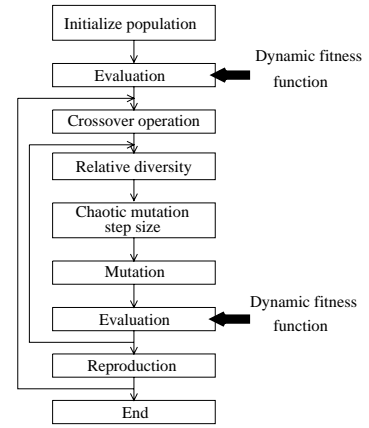 Initialize population
Dynamic fitness
function
Evaluation
Crossover operation
Relative diversity
Chaotic mutation
step size
Mutation
Dynamic fitness
function
Evaluation
Reproduction
End